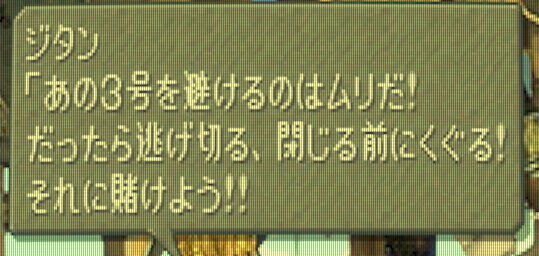 ジタン
「あの3号を避けるのはムリだ!
だったら逃げ切る、閉じる前にくぐる!
それに賭けよう!!